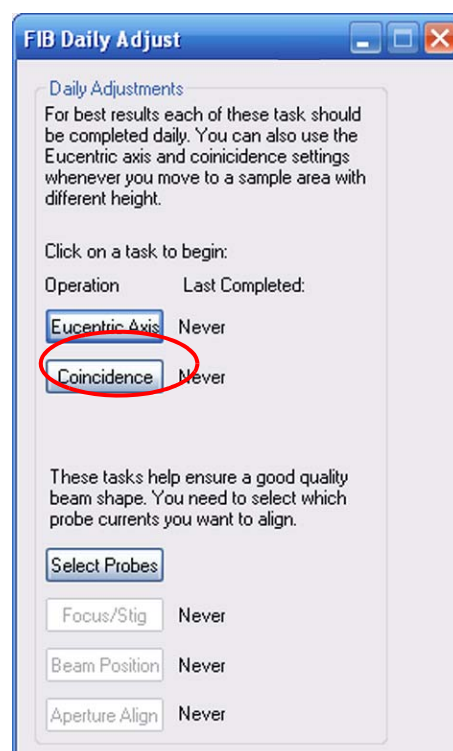 FIB Daily Adjust
Daily Adjustments
For best results each of these task should
be completed daily. You can also use the
Eucentric axis and coinicidence settings
whenever you move to a sample area with
different height.
Click on a task to begin:
Operation Last Completed:
Eucentric Axis Never
Coincidence Never
These tasks help ensure a good quality
beam shape. You need to select which
probe currents you want to align.
Select Probes
Focus/Stig Never
Beam Position Never
Aperture Align Never